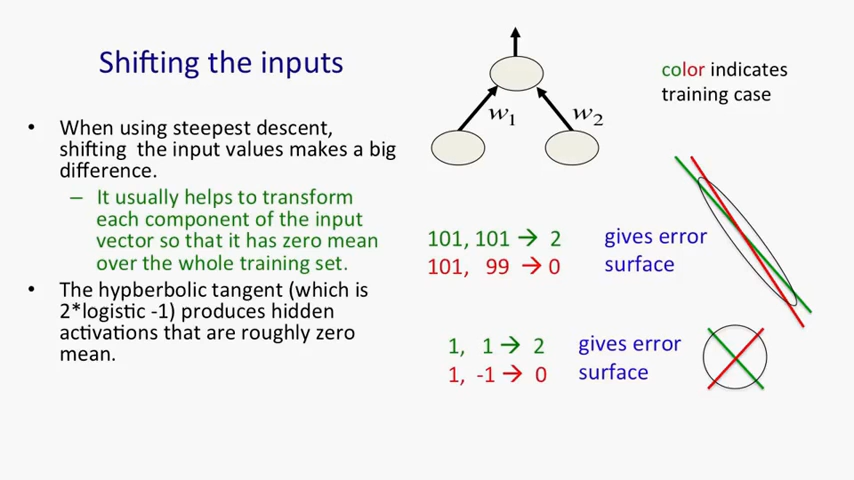 Shifting the inputs
• When using steepest descent,
shifting the input values makes a big
difference.
– It usually helps to transform
each component of the input
vector so that it has zero mean
over the whole training set.
• The hypberbolic tangent (which is
2*logistic -1) produces hidden
activations that are roughly zero
mean.
w1 w2
color indicates
training case
101, 101 → 2
101, 99 → 0
gives error
surface
1, 1 → 2
1, -1 → 0
gives error
surface